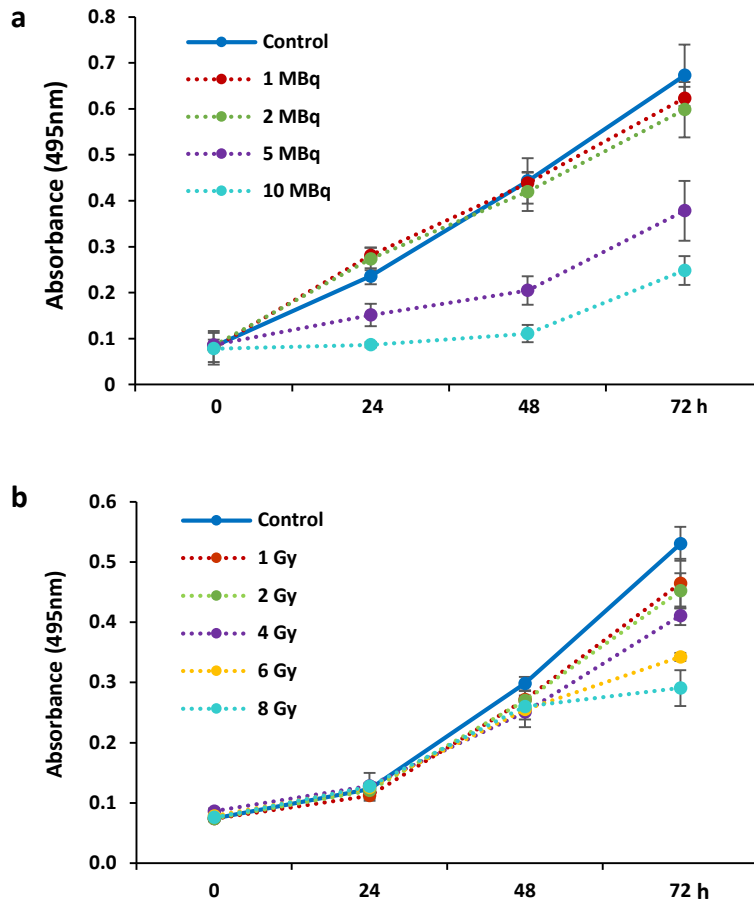 a
Absorbance (495nm)
0.8
0.7
0.6
0.5
0.4
0.3
0.2
0.1
0
Control
1 MBq
2 MBq
5 MBq
10 MBq
0 24 48 72 h
b
Absorbance (495nm)
0.6
0.5
0.4
0.3
0.2
0.1
0.0
Control
1 Gy
2 Gy
4 Gy
6 Gy
8 Gy
0 24 48 72 h